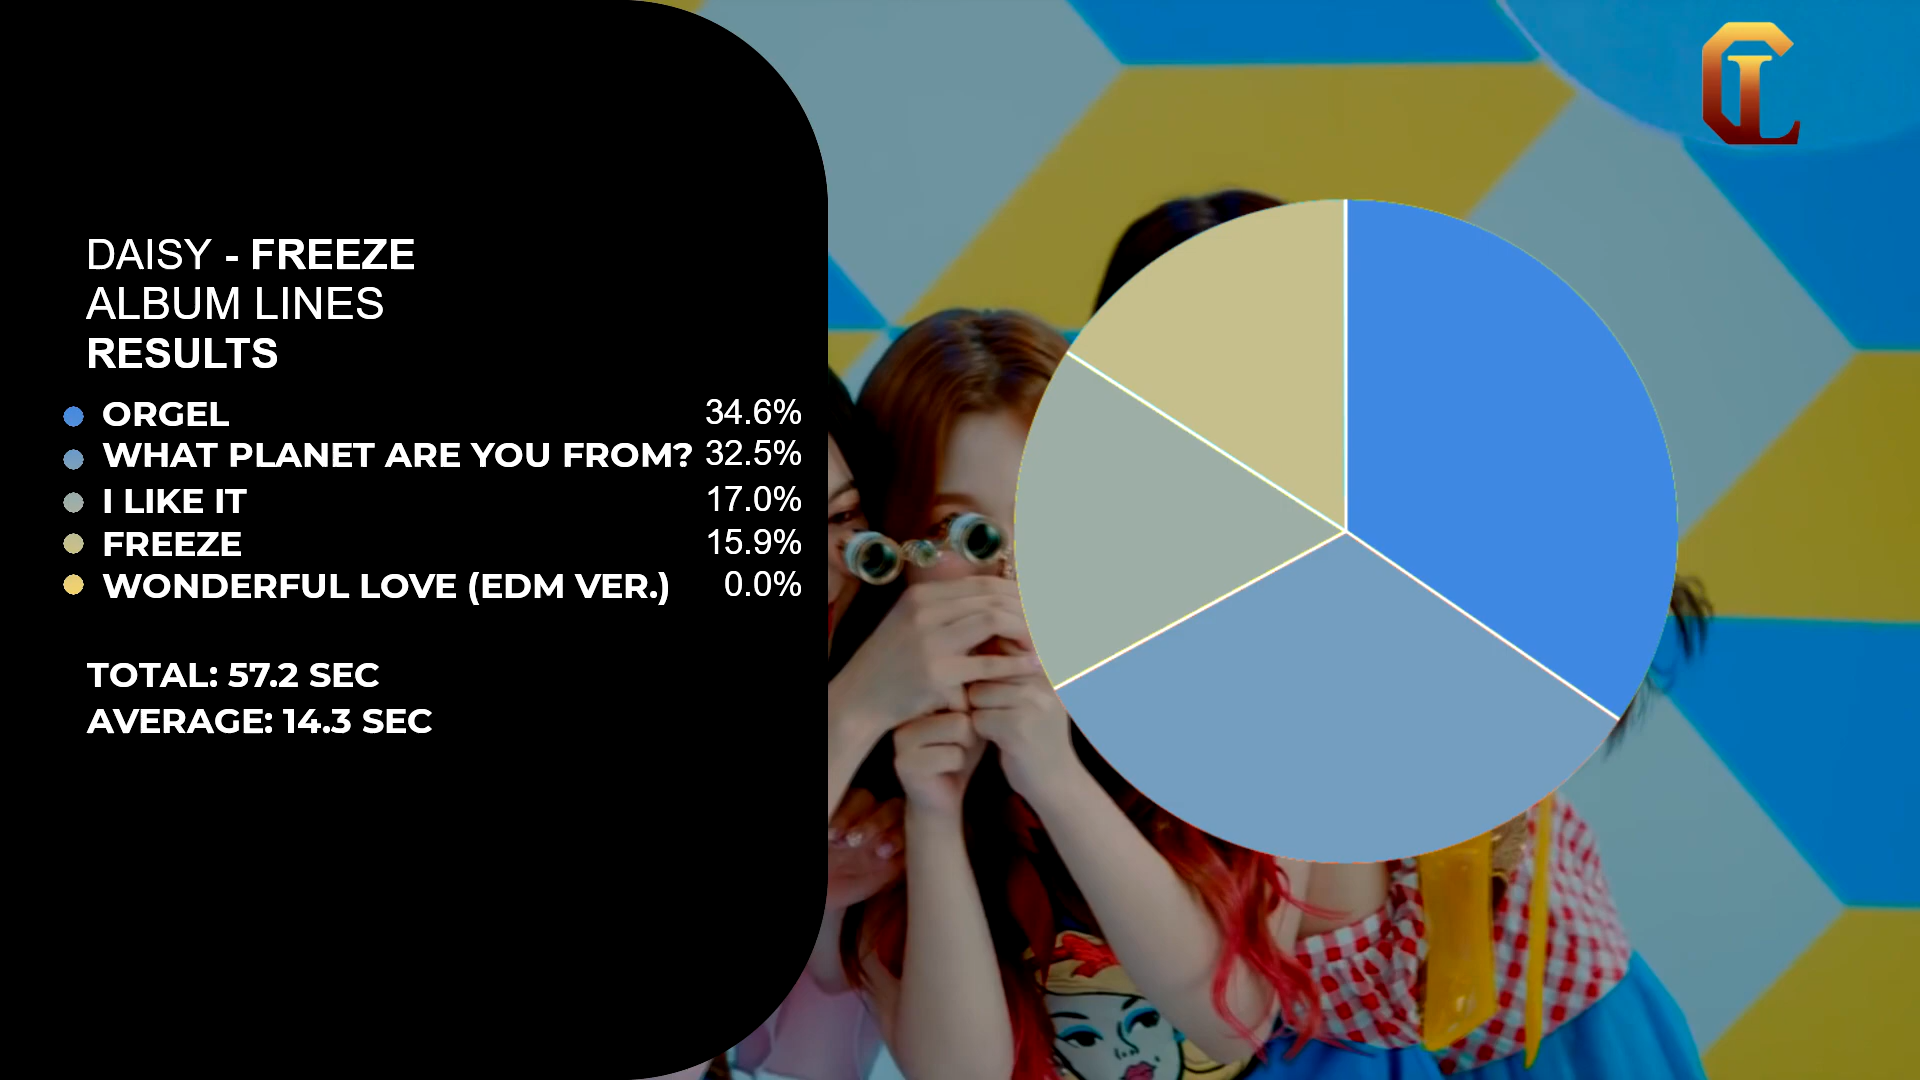 DAISY - FREEZE
ALBUM LINES
RESULTS
ORGEL 34.6%
WHAT PLANET ARE YOU FROM? 32.5%
I LIKE IT 17.0%
FREEZE 15.9%
WONDERFUL LOVE (EDM VER.) 0.0%
TOTAL: 57.2 SEC
AVERAGE: 14.3 SEC
CL